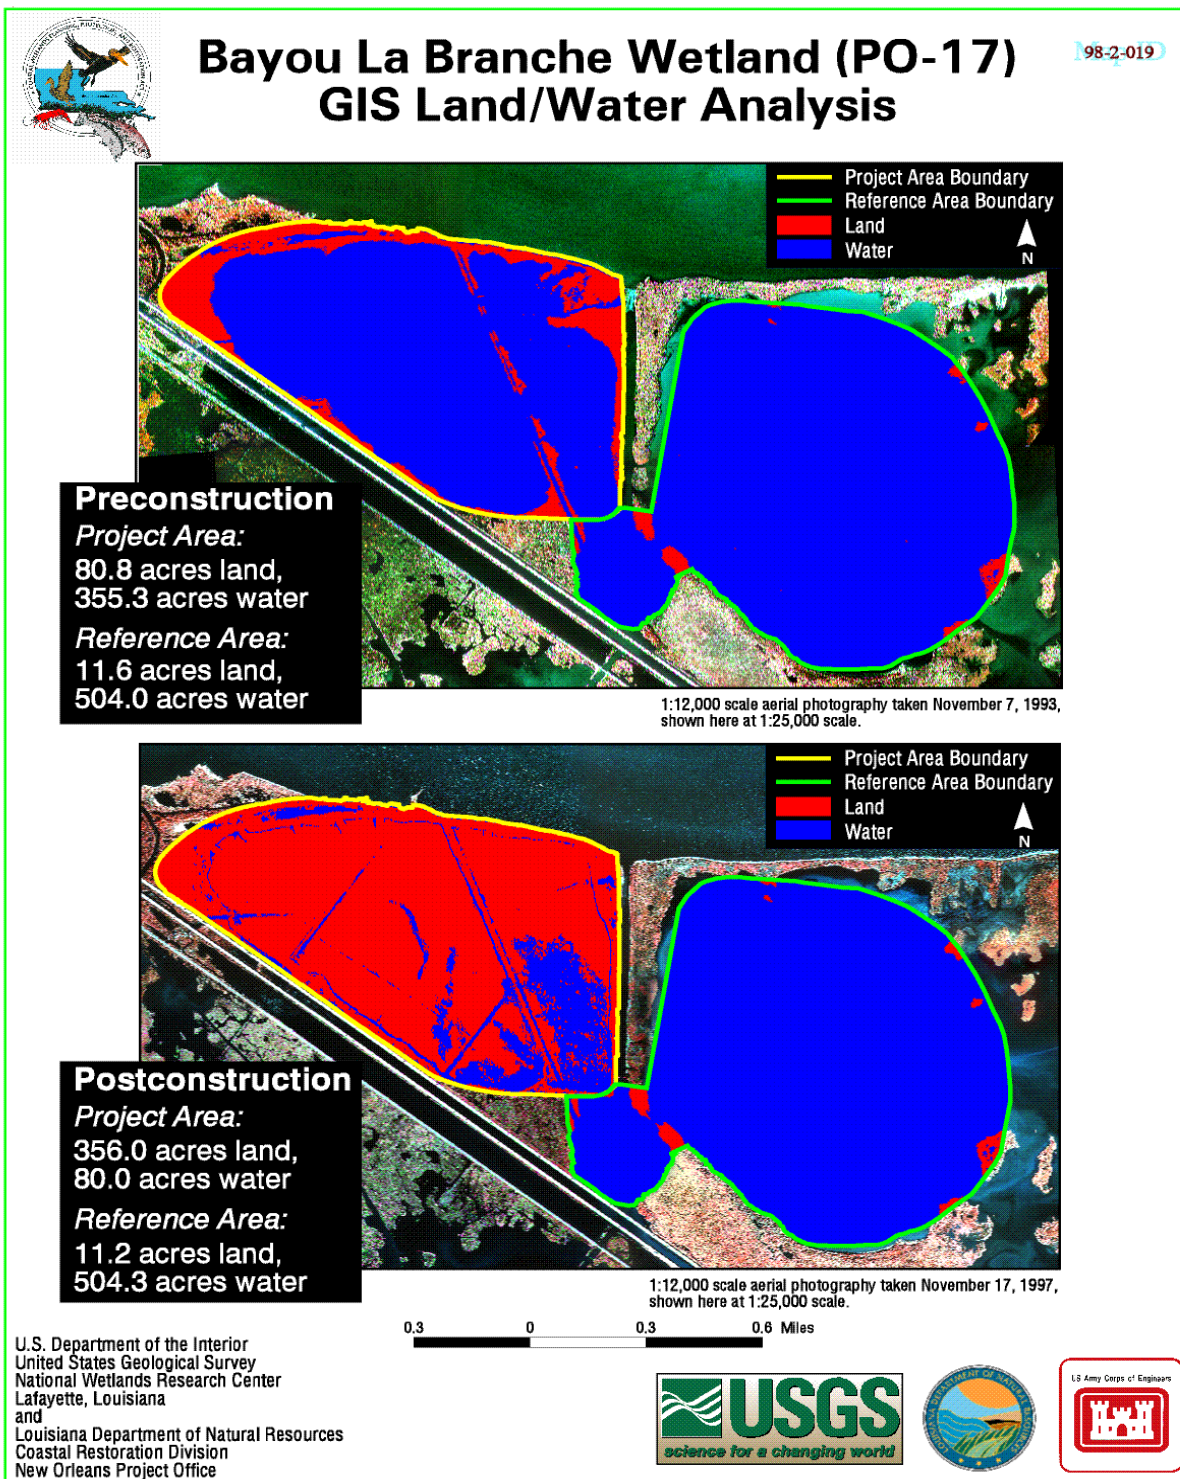 Bayou La Branche Wetland (PO-17)
GIS Land/Water Analysis
98-2-019
Project Area Boundary
Reference Area Boundary
Land
Water
N
Preconstruction
Project Area:
80.8 acres land,
355.3 acres water
Reference Area:
11.6 acres land,
504.0 acres water
1:12,000 scale aerial photography taken November 7, 1993,
shown here at 1:25,000 scale.
Project Area Boundary
Reference Area Boundary
Land
Water
N
Postconstruction
Project Area:
356.0 acres land,
80.0 acres water
Reference Area:
11.2 acres land,
504.3 acres water
1:12,000 scale aerial photography taken November 17, 1997,
shown here at 1:25,000 scale.
0.3 0 0.3 0.6 Miles
U.S. Department of the Interior
United States Geological Survey
National Wetlands Research Center
Lafayette, Louisiana
and
Louisiana Department of Natural Resources
Coastal Restoration Division
New Orleans Project Office
USGS
science for a changing world
LOUISIANA DEPARTMENT OF NATURAL RESOURCES
US Army Corps of Engineers